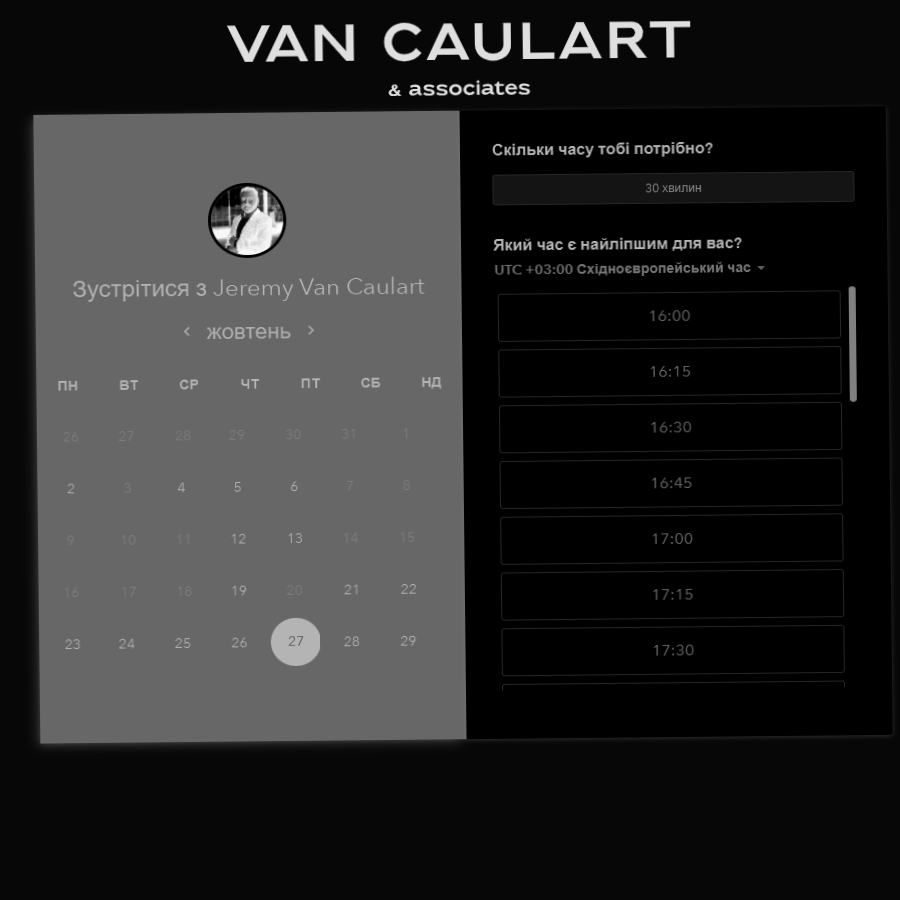 VAN CAULART
& associates
Зустрітися з Jeremy Van Caulart
жовтень
ПН ВТ СР ЧТ ПТ СБ НД
26 27 28 29 30 31 1
2 3 4 5 6 7 8
9 10 11 12 13 14 15
16 17 18 19 20 21 22
23 24 25 26 27 28 29
Скільки часу тобі потрібно?
30 хвилин
Який час є найліпшим для вас?
UTC +03:00 Східноєвропейський час
16:00
16:15
16:30
16:45
17:00
17:15
17:30